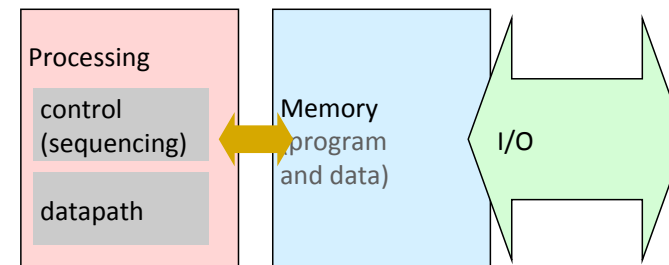 Processing
control
(sequencing)
datapath
Memory
(program
and data)
I/O